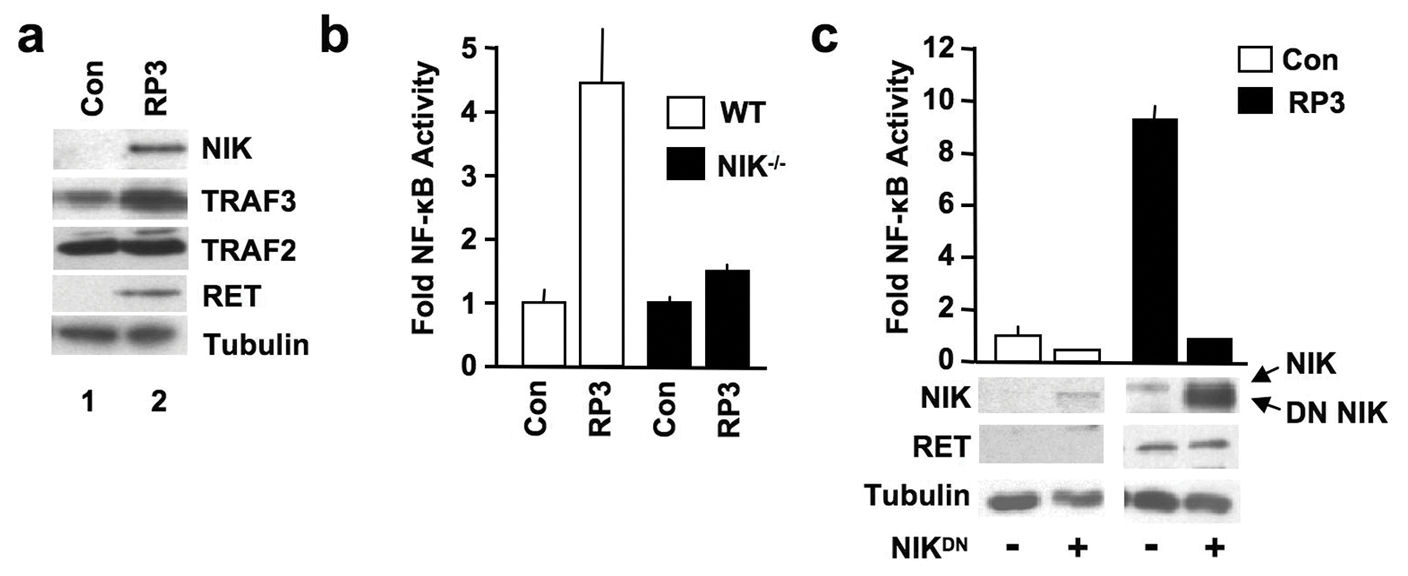 a
Con
RP3
NIK
TRAF3
TRAF2
RET
Tubulin
1 2
b
Fold NF-κB Activity
5
4
3
2
1
0
WT
NIK-/-
Con
RP3
Con
RP3
c
Fold NF-κB Activity
12
10
8
6
4
2
0
Con
RP3
NIK
NIK
DN NIK
RET
Tubulin
NIKDN - + - +